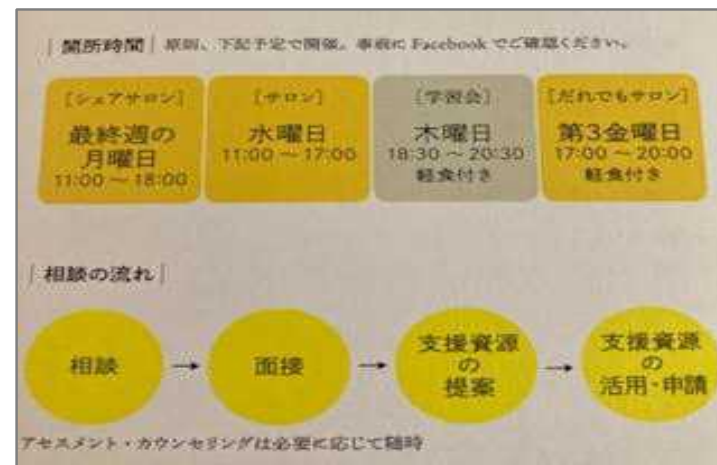 |開所時間| 原則、下記予定で開催。事前に Facebook でご確認ください。
[シェアサロン]
最終週の
月曜日
11:00 〜 18:00
[サロン]
水曜日
11:00 〜 17:00
[学習会]
木曜日
18:30 〜 20:30
軽食付き
[だれでもサロン]
第3金曜日
17:00 〜 20:00
軽食付き
|相談の流れ|
相談
→
面接
→
支援資源
の
提案
→
支援資源
の
活用・申請
アセスメント・カウンセリングは必要に応じて随時